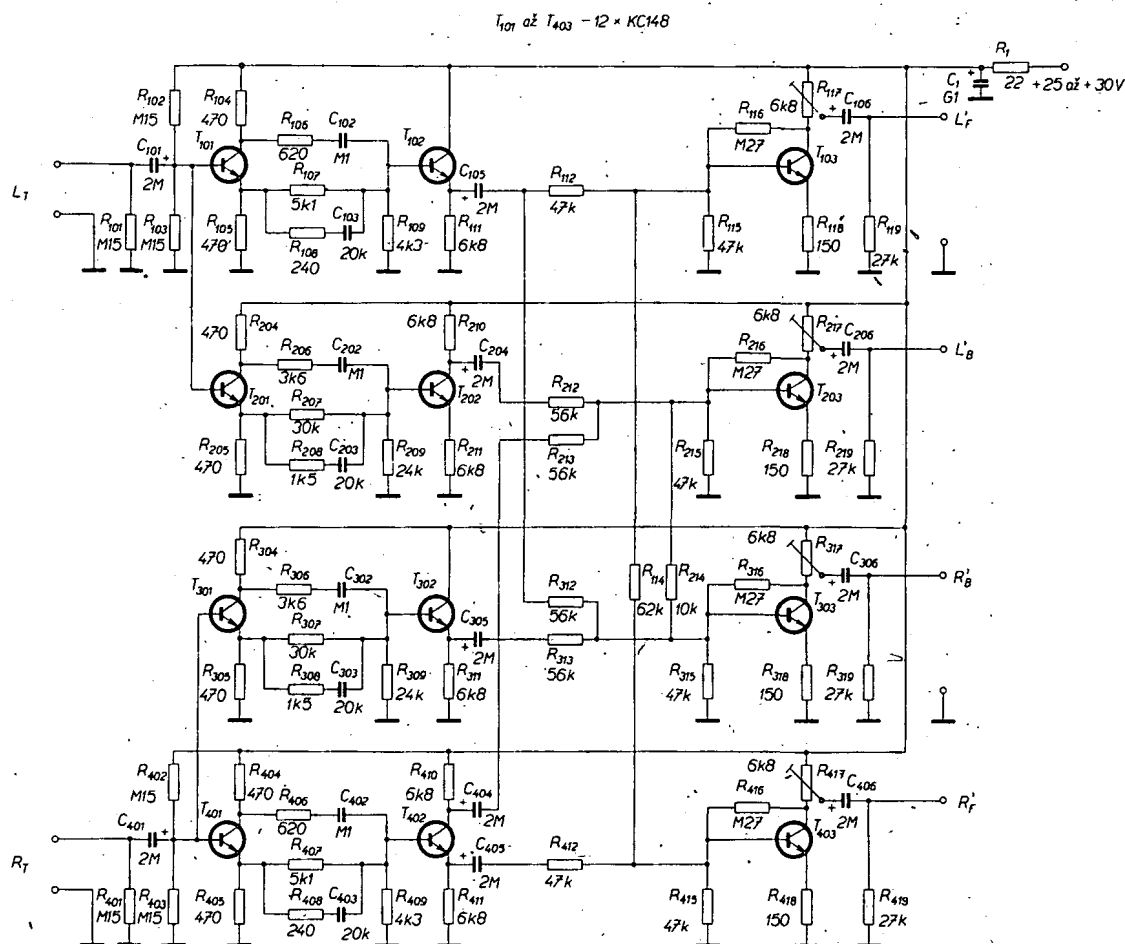 T101 až T403 - 12 × KC148
R1
22
+25 až +30V
C1
G1
R102
M15
R104
470
R106
620
C102
M1
T101
T102
C101
2M
R107
5k1
C103
20k
R108
240
R101
M15
R103
M15
R105
470
R109
4k3
R111
6k8
C105
2M
R112
47k
R116
M27
R117
6k8
C106
2M
T103
R115
47k
R118
150
R119
27k
L'F
LT
R204
470
R206
3k6
C202
M1
T201
T202
R207
30k
R208
1k5
C203
20k
R205
470
R209
24k
R210
6k8
R211
6k8
C204
2M
R212
56k
R213
56k
R216
M27
R217
6k8
C206
2M
T203
R215
47k
R218
150
R219
27k
L'B
R304
470
R306
3k6
C302
M1
T301
T302
R307
30k
R308
1k5
C303
20k
R305
470
R309
24k
R311
6k8
C305
2M
R312
56k
R313
56k
R114
62k
R214
10k
R316
M27
R317
6k8
C306
2M
T303
R315
47k
R318
150
R319
27k
R'B
R402
M15
R404
470
R406
620
C402
M1
T401
T402
C401
2M
R407
5k1
R408
240
C403
20k
R401
M15
R403
M15
R405
470
R409
4k3
R410
6k8
R411
6k8
C404
2M
C405
2M
R412
47k
R416
M27
R417
6k8
C406
2M
T403
R415
47k
R418
150
R419
27k
R'F
RT